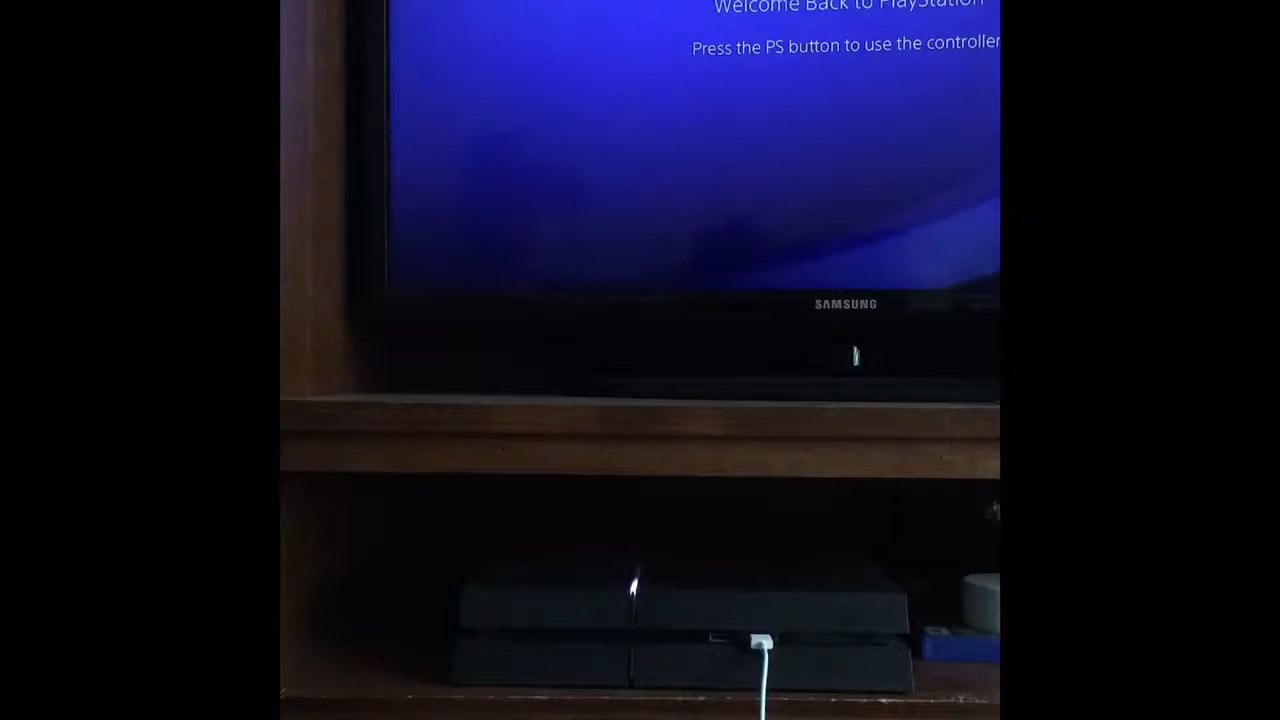 Welcome Back to PlayStation
Press the PS button to use the controller
SAMSUNG